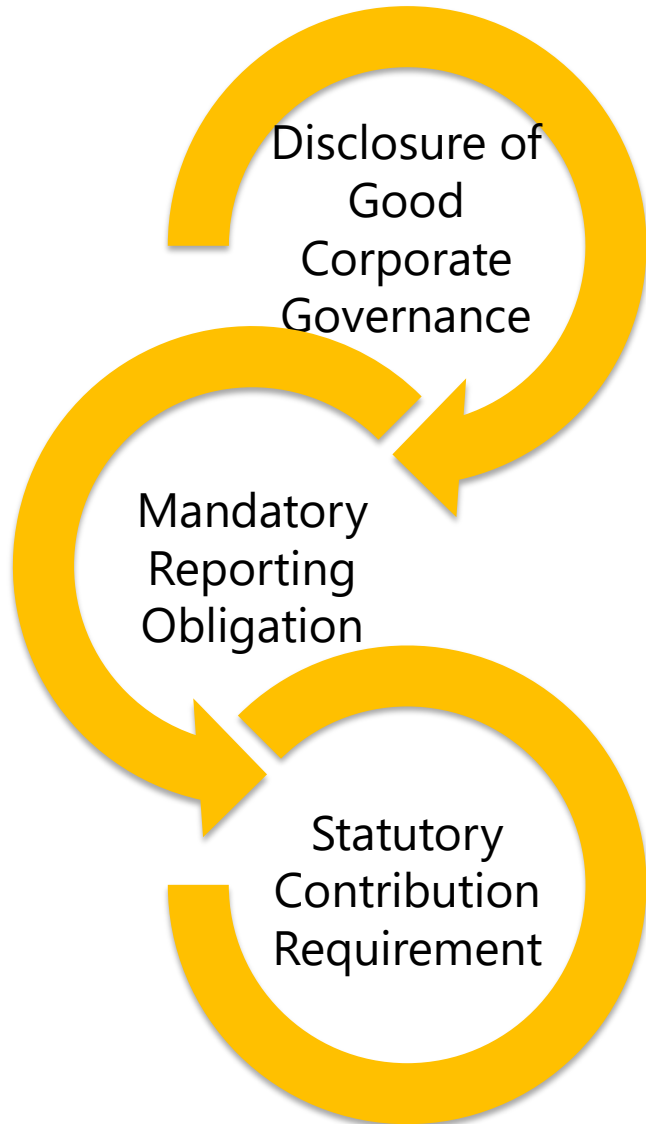 Disclosure of
Good
Corporate
Governance
Mandatory
Reporting
Obligation
Statutory
Contribution
Requirement